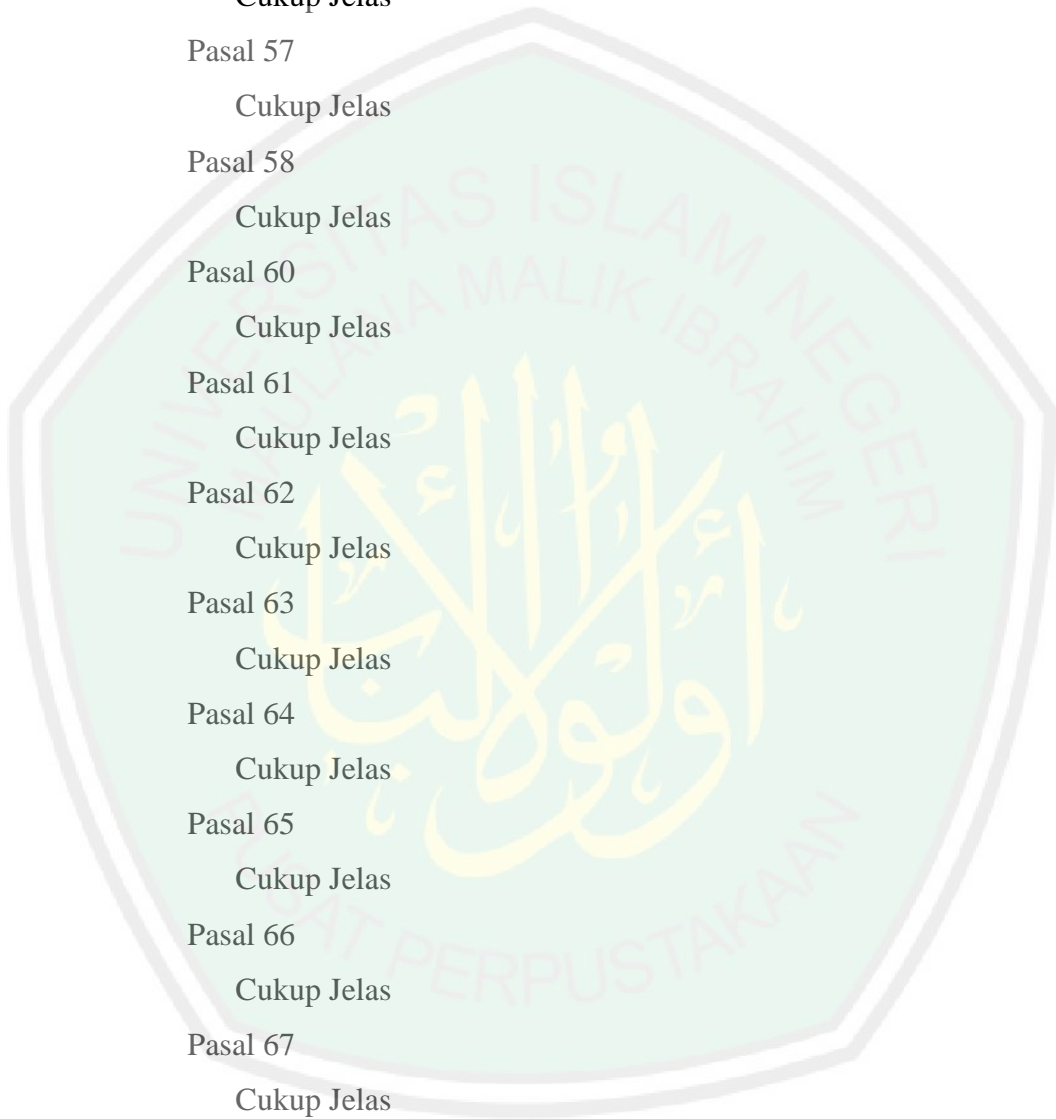 Cukup Jelas
Pasal 57
Cukup Jelas
Pasal 58
Cukup Jelas
Pasal 60
Cukup Jelas
Pasal 61
Cukup Jelas
Pasal 62
Cukup Jelas
Pasal 63
Cukup Jelas
Pasal 64
Cukup Jelas
Pasal 65
Cukup Jelas
Pasal 66
Cukup Jelas
Pasal 67
Cukup Jelas
UNIVERSITAS ISLAM NEGERI
MAULANA MALIK IBRAHIM
PUSAT PERPUSTAKAAN